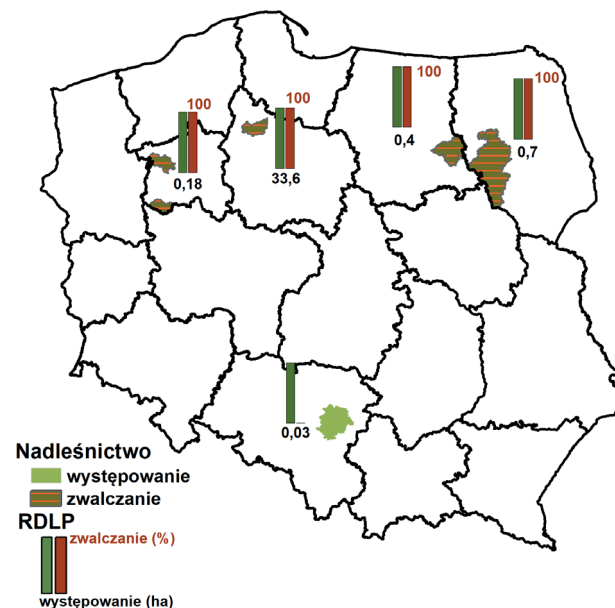 100
100
100
100
0,4
0,7
0,18
33,6
0,03
Nadleśnictwo
występowanie
zwalczanie
RDLP
zwalczanie (%)
występowanie (ha)